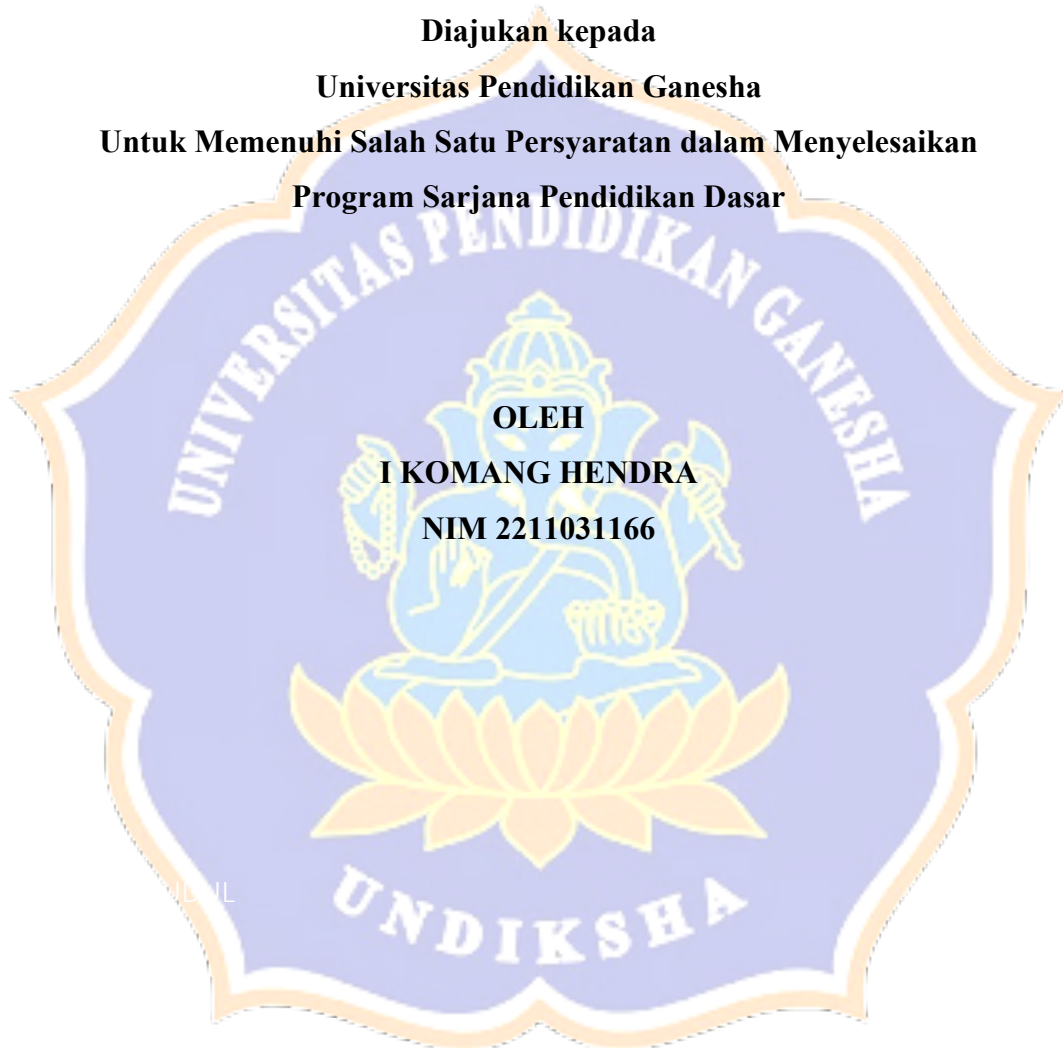 Diajukan kepada
Universitas Pendidikan Ganesha
Untuk Memenuhi Salah Satu Persyaratan dalam Menyelesaikan
Program Sarjana Pendidikan Dasar
UNIVERSITAS PENDIDIKAN GANESHA
OLEH
I KOMANG HENDRA
NIM 2211031166
UNDIKSHA